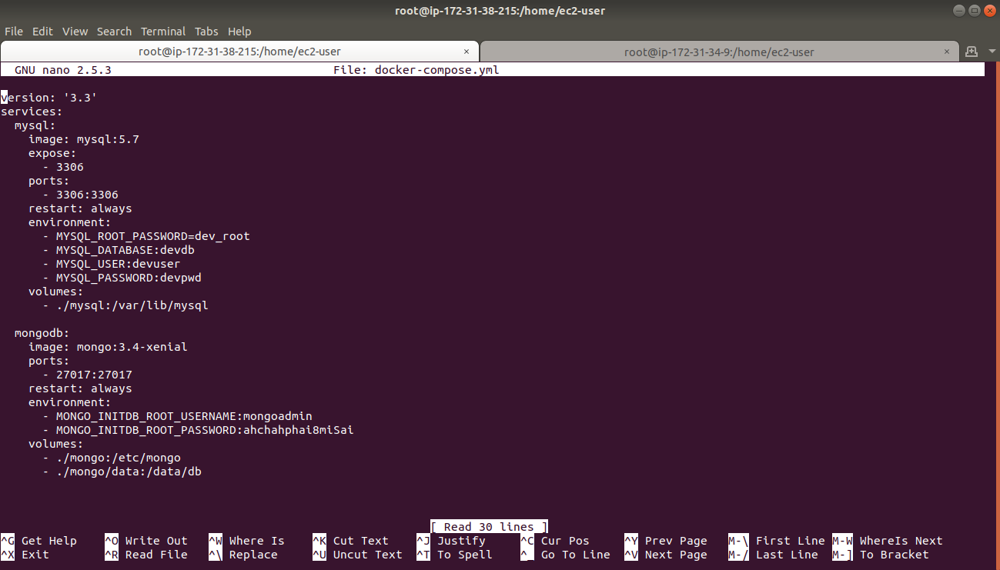 root@ip-172-31-38-215:/home/ec2-user
File Edit View Search Terminal Tabs Help
root@ip-172-31-38-215:/home/ec2-user × root@ip-172-31-34-9:/home/ec2-user ×
GNU nano 2.5.3 File: docker-compose.yml
version: '3.3'
services:
  mysql:
    image: mysql:5.7
    expose:
      - 3306
    ports:
      - 3306:3306
    restart: always
    environment:
      - MYSQL_ROOT_PASSWORD=dev_root
      - MYSQL_DATABASE:devdb
      - MYSQL_USER:devuser
      - MYSQL_PASSWORD:devpwd
    volumes:
      - ./mysql:/var/lib/mysql
  mongodb:
    image: mongo:3.4-xenial
    ports:
      - 27017:27017
    restart: always
    environment:
      - MONGO_INITDB_ROOT_USERNAME:mongoadmin
      - MONGO_INITDB_ROOT_PASSWORD:ahchahphai8miSai
    volumes:
      - ./mongo:/etc/mongo
      - ./mongo/data:/data/db
[ Read 30 lines ]
^G Get Help ^O Write Out ^W Where Is ^K Cut Text ^J Justify ^C Cur Pos ^Y Prev Page M-\ First Line M-W WhereIs Next
^X Exit ^R Read File ^\ Replace ^U Uncut Text ^T To Spell ^_ Go To Line ^V Next Page M-/ Last Line M-] To Bracket